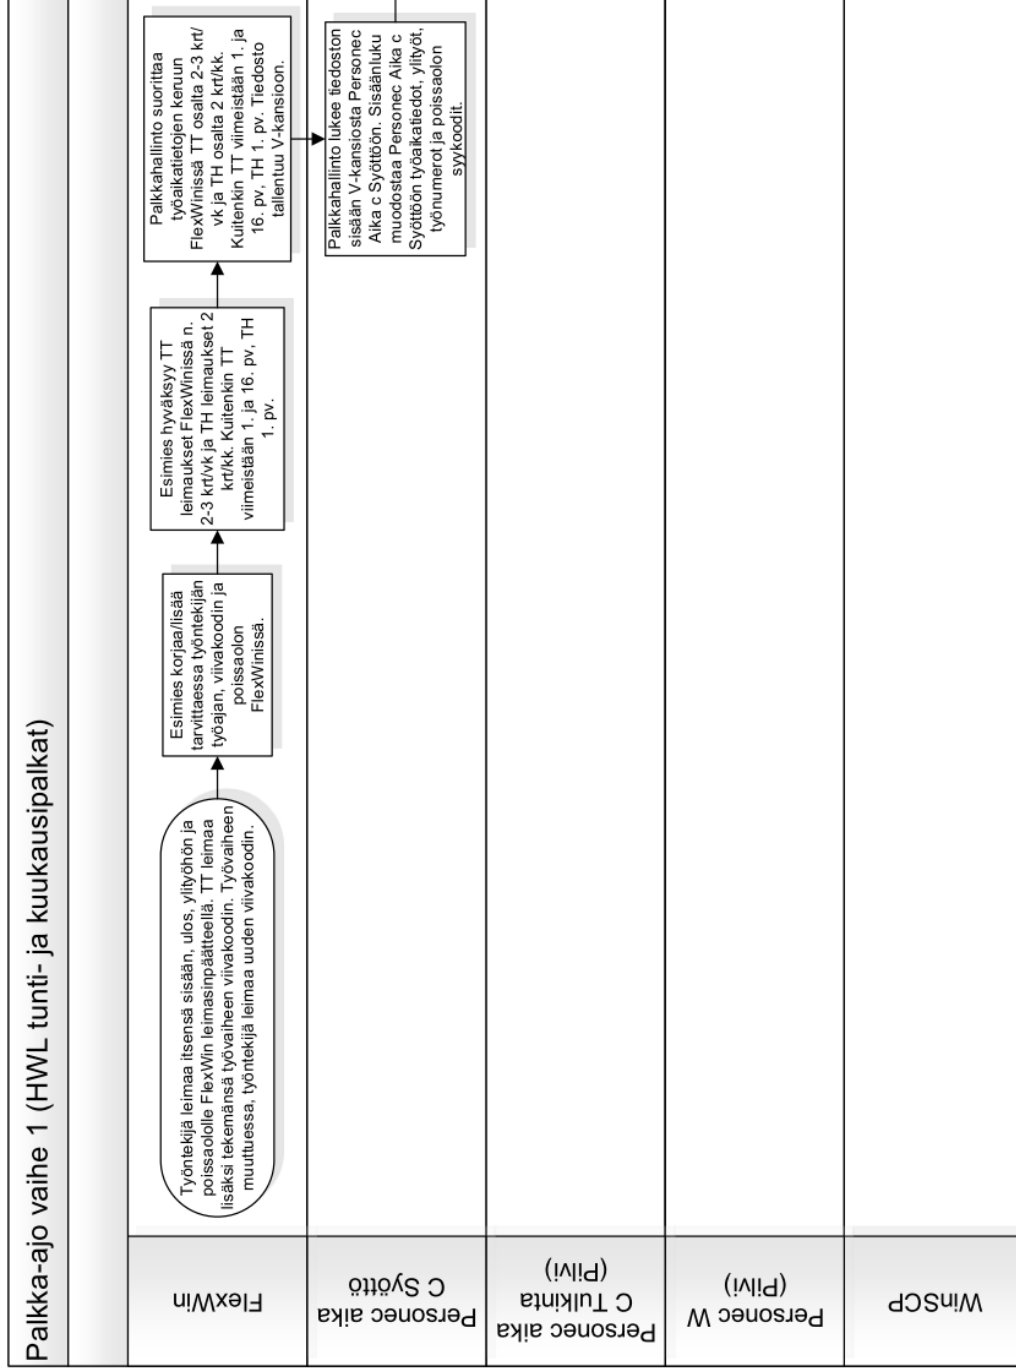 Palkka-ajo vaihe 1 (HWL tunti- ja kuukausipalkat)
FlexWin
Työntekijä leimaa itsensä sisään, ulos, ylityöhön ja
poissaololle FlexWin leimasinpäätteellä. TT leimaa
lisäksi tekemänsä työvaiheen viivakoodin. Työvaiheen
muuttuessa, työntekijä leimaa uuden viivakoodin.
Esimies korjaa/lisää
tarvittaessa työntekijän
työajan, viivakoodin ja
poissaolon
FlexWinissä.
Esimies hyväksyy TT
leimaukset FlexWinissä n.
2-3 krt/vk ja TH leimaukset 2
krt/kk. Kuitenkin TT
viimeistään 1. ja 16. pv, TH
1. pv.
Palkkahallinto suorittaa
työaikatietojen keruun
FlexWinissä TT osalta 2-3 krt/
vk ja TH osalta 2 krt/kk.
Kuitenkin TT viimeistään 1. ja
16. pv, TH 1. pv. Tiedosto
tallentuu V-kansioon.
Personec aika
C Syöttö
Palkkahallinto lukee tiedoston
sisään V-kansiosta Personec
Aika c Syöttöön. Sisäänluku
muodostaa Personec Aika c
Syöttöön työaikatiedot, ylityöt,
työnumerot ja poissaolon
syykoodit.
Personec aika
C Tulkinta
(Pilvi)
Personec W
(Pilvi)
WinSCP